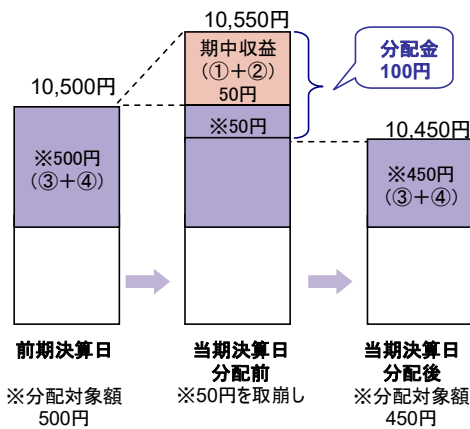 10,550円
期中収益
(①+②)
50円
分配金
100円
10,500円
※50円
10,450円
※500円
(③+④)
※450円
(③+④)
前期決算日
当期決算日
分配前
当期決算日
分配後
※分配対象額
500円
※50円を取崩し
※分配対象額
450円